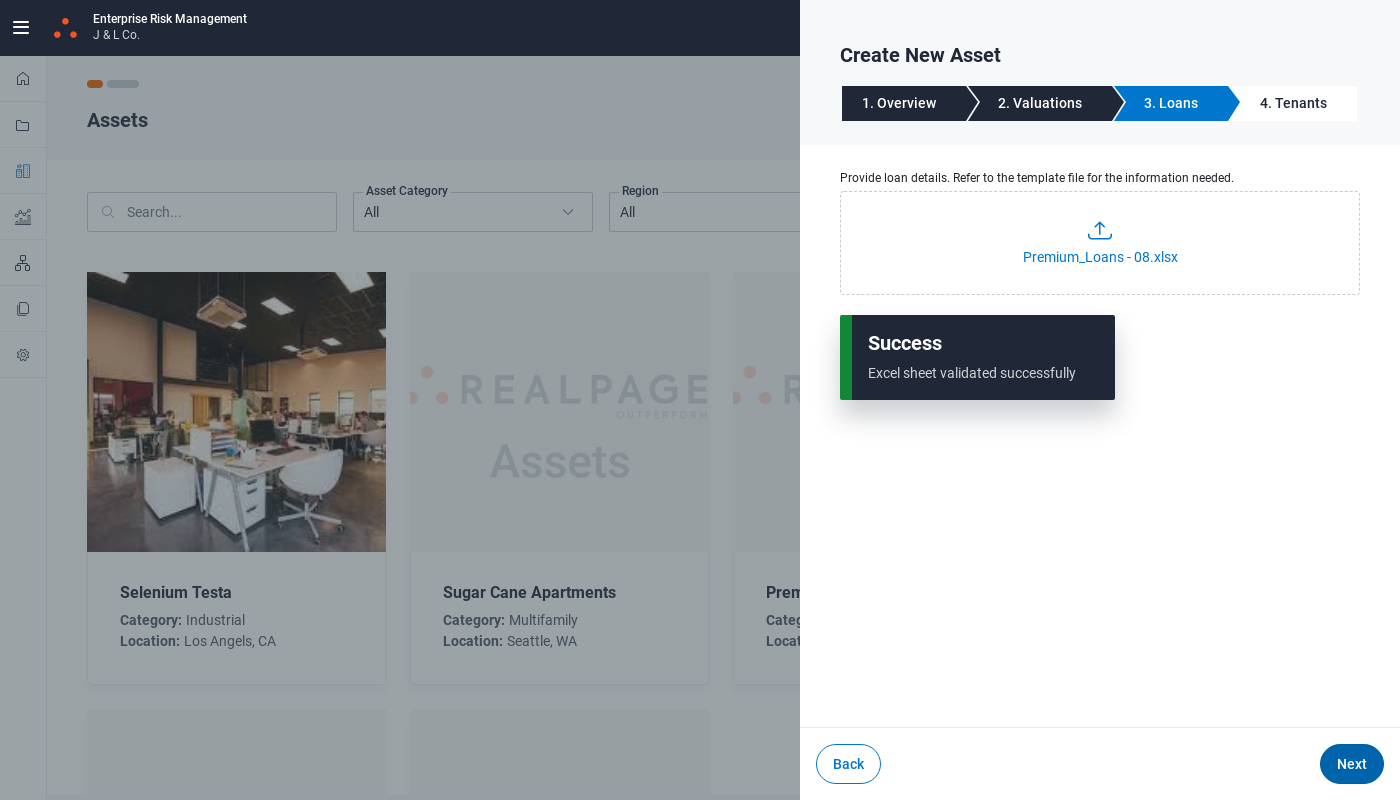 Enterprise Risk Management
J & L Co.
Assets
Search...
Asset Category
All
Region
All
REALPAGE
OUTPERFORM
Assets
R
Selenium Testa
Category: Industrial
Location: Los Angels, CA
Sugar Cane Apartments
Category: Multifamily
Location: Seattle, WA
Prem
Categ
Locat
Create New Asset
1. Overview
2. Valuations
3. Loans
4. Tenants
Provide loan details. Refer to the template file for the information needed.
Premium_Loans - 08.xlsx
Success
Excel sheet validated successfully
Back
Next